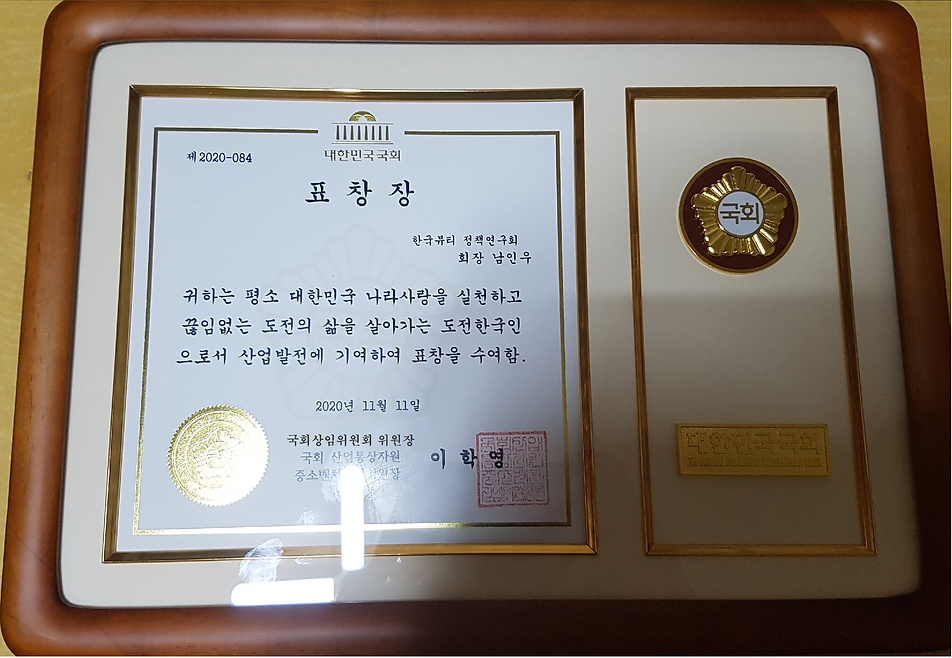 제 2020-084
대한민국국회
표 창 장
한국뷰티 정책연구회
회장 남인우
귀하는 평소 대한민국 나라사랑을 실천하고
끊임없는 도전의 삶을 살아가는 도전한국인
으로서 산업발전에 기여하여 표창을 수여함.
2020년 11월 11일
국회상임위원회 위원장
국회 산업통상자원
이 학 영
국회
대한민국국회